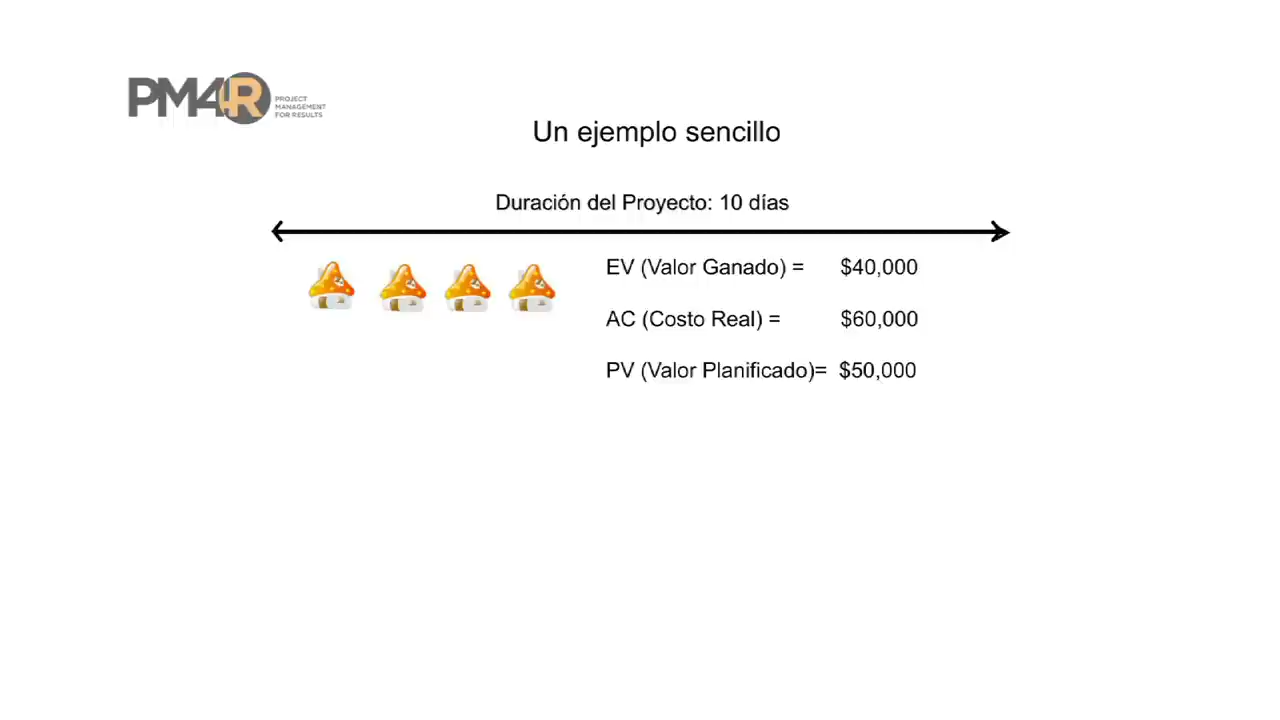 PM4R
PROJECT
MANAGEMENT
FOR RESULTS
Un ejemplo sencillo
Duración del Proyecto: 10 días
EV (Valor Ganado) = $40,000
AC (Costo Real) = $60,000
PV (Valor Planificado)= $50,000